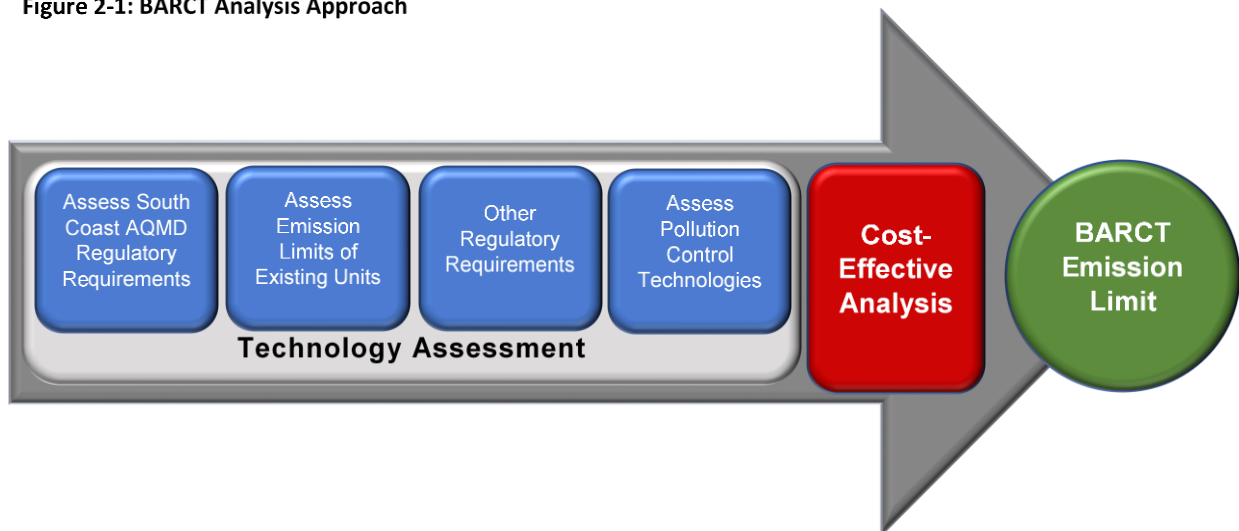 Figure 2-1: BARCT Analysis Approach
Assess South
Coast AQMD
Regulatory
Requirements
Assess
Emission
Limits of
Existing Units
Other
Regulatory
Requirements
Assess
Pollution
Control
Technologies
Technology Assessment
Cost-
Effective
Analysis
BARCT
Emission
Limit